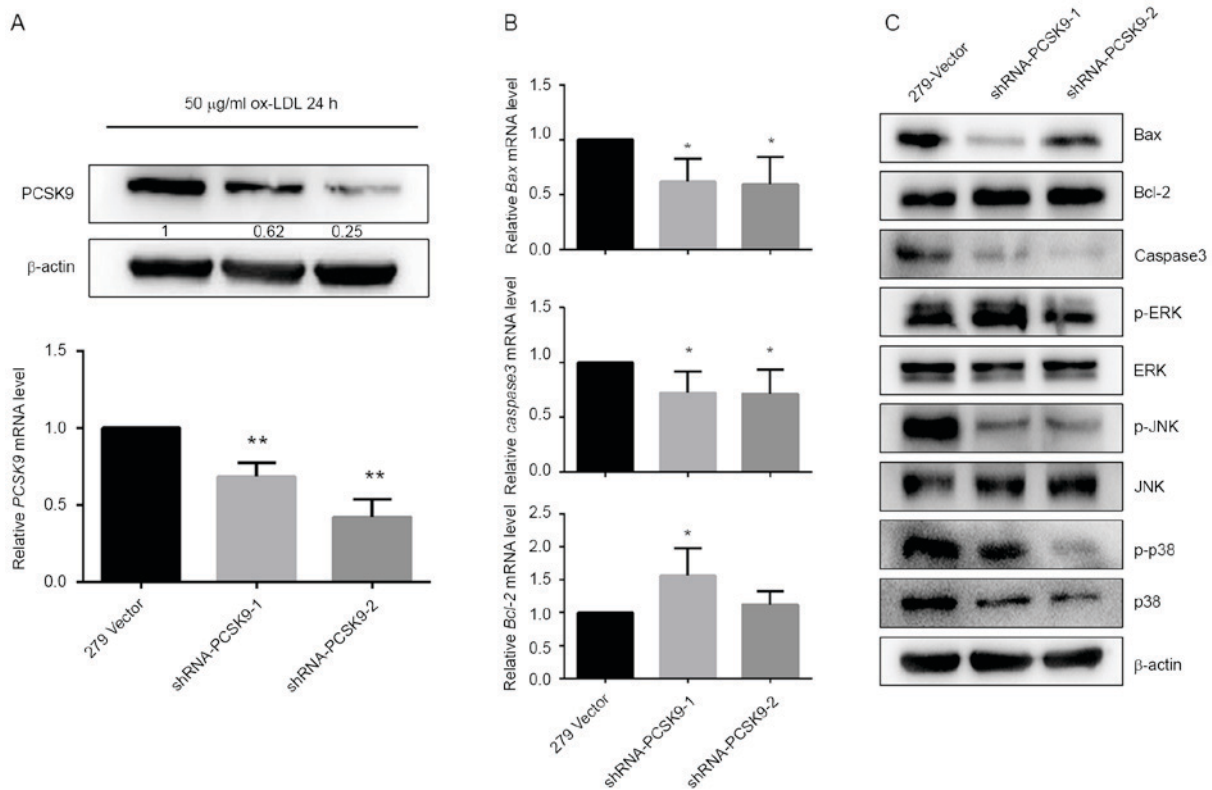 A
50 µg/ml ox-LDL 24 h
PCSK9
1 0.62 0.25
β-actin
Relative PCSK9 mRNA level
1.5
1.0
0.5
0.0
**
**
279 Vector
shRNA-PCSK9-1
shRNA-PCSK9-2
B
Relative Bax mRNA level
1.5
1.0
0.5
0.0
*
*
Relative caspase3 mRNA level
1.5
1.0
0.5
0.0
*
*
Relative Bcl-2 mRNA level
2.5
2.0
1.5
1.0
0.5
0.0
*
279 Vector
shRNA-PCSK9-1
shRNA-PCSK9-2
C
279-Vector
shRNA-PCSK9-1
shRNA-PCSK9-2
Bax
Bcl-2
Caspase3
p-ERK
ERK
p-JNK
JNK
p-p38
p38
β-actin